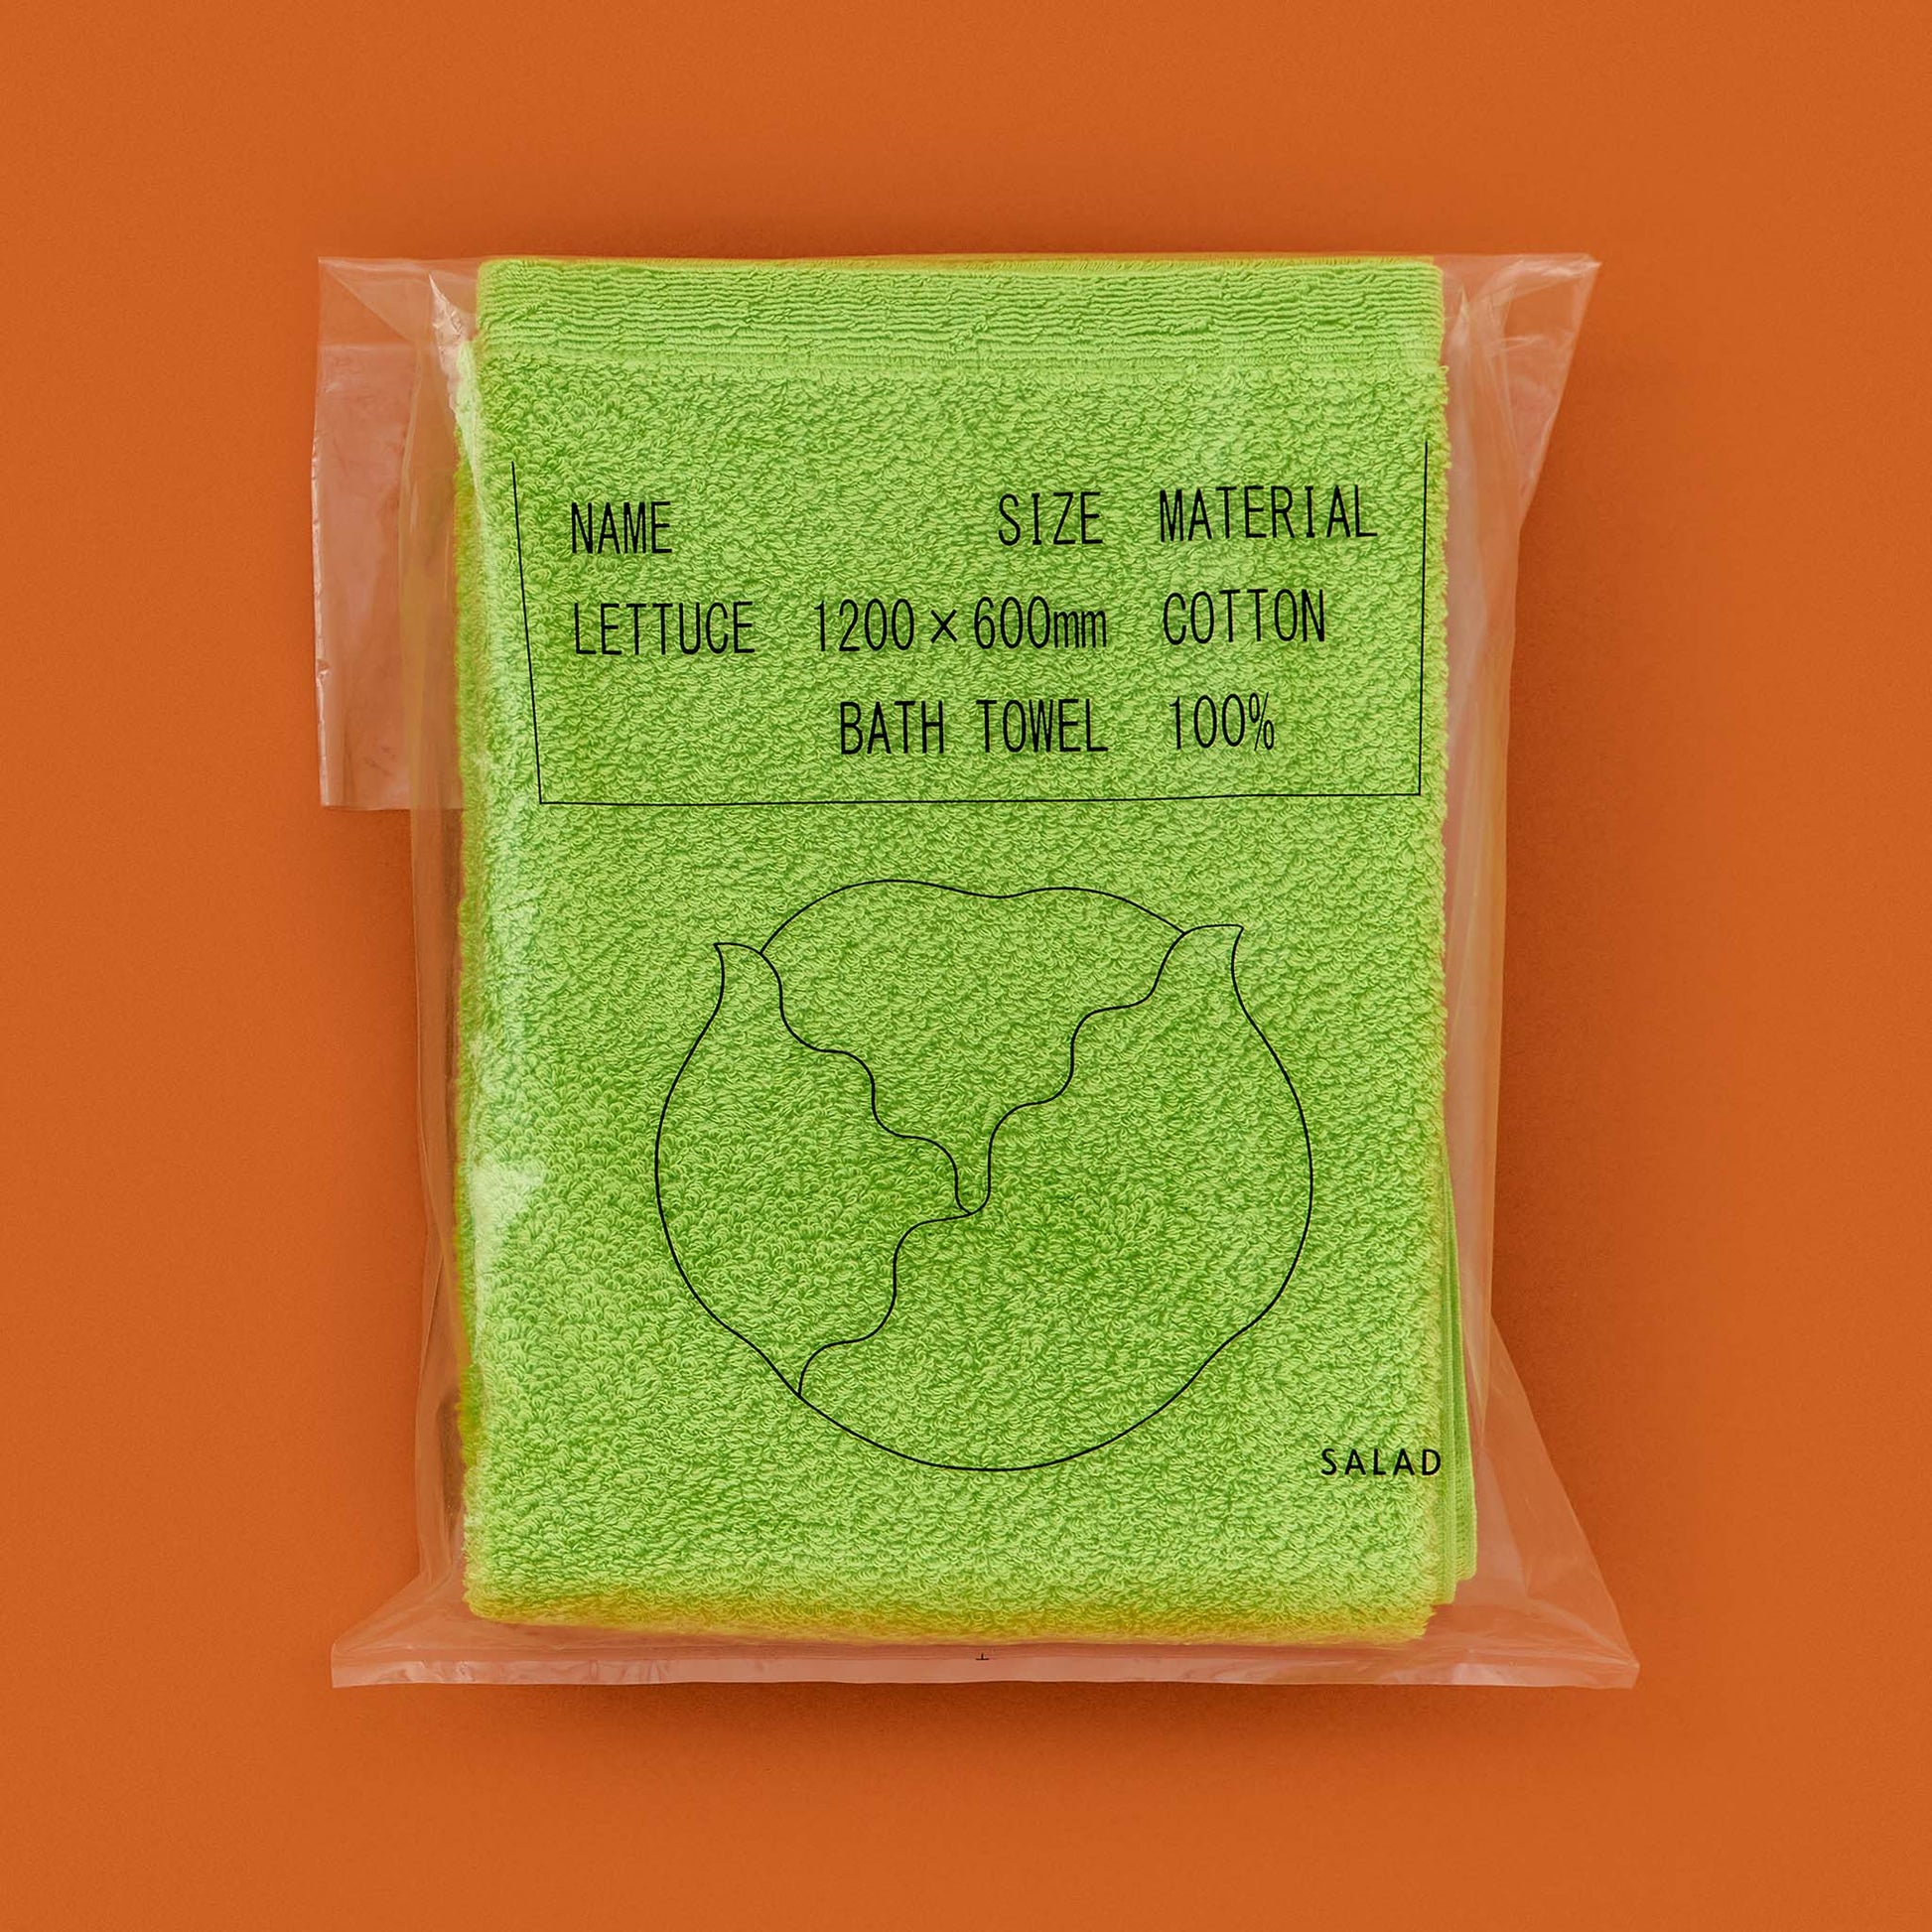 NAME SIZE MATERIAL
LETTUCE 1200×600mm COTTON
BATH TOWEL 100%
SALAD